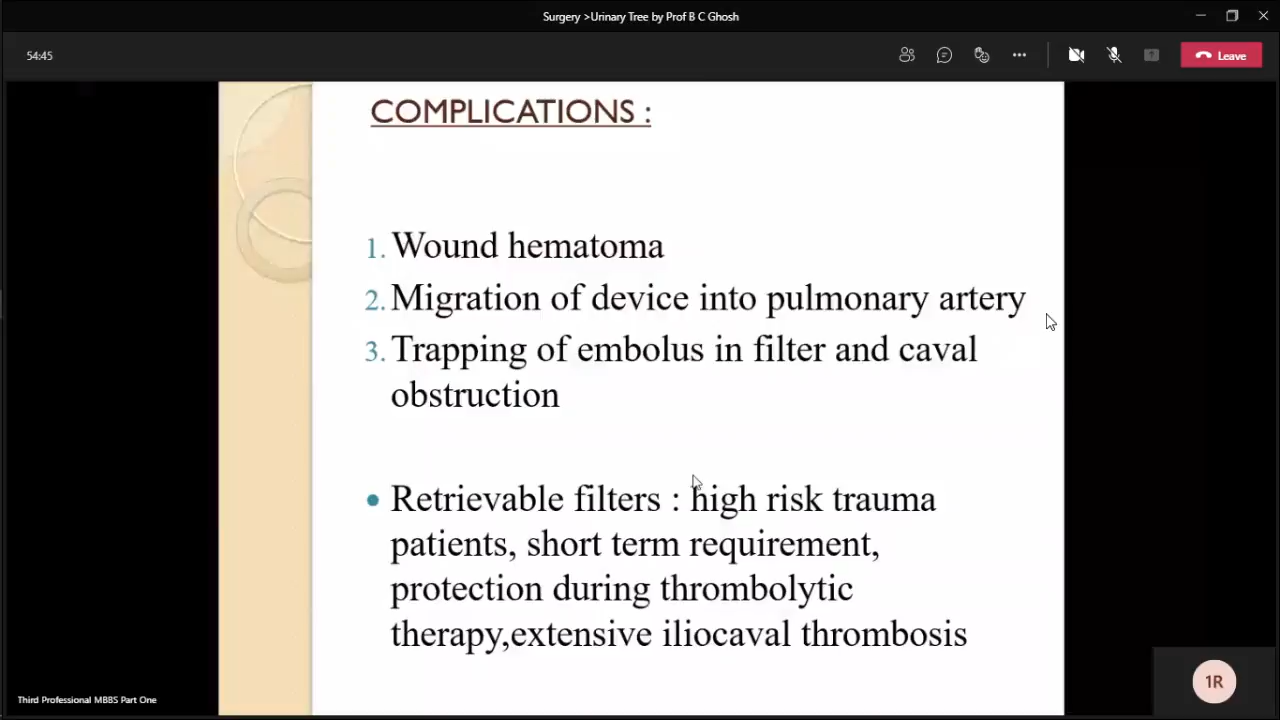 Surgery >Urinary Tree by Prof B C Ghosh
54:45
Leave
COMPLICATIONS :
1. Wound hematoma
2. Migration of device into pulmonary artery
3. Trapping of embolus in filter and caval
obstruction
• Retrievable filters : high risk trauma
patients, short term requirement,
protection during thrombolytic
therapy,extensive iliocaval thrombosis
Third Professional MBBS Part One
1R